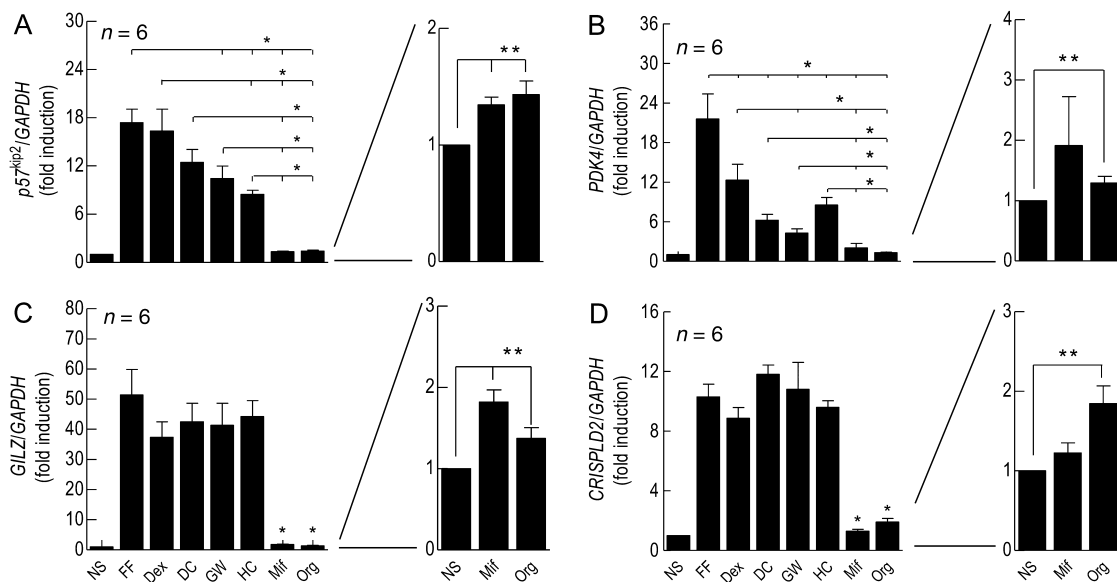 A
n = 6
p57kip2/GAPDH
(fold induction)
30
24
18
12
6
0
*
*
*
*
*
2
1
0
**
B
n = 6
PDK4/GAPDH
(fold induction)
36
30
24
18
12
6
0
*
*
*
*
*
4
3
2
1
0
**
C
n = 6
GILZ/GAPDH
(fold induction)
80
70
60
50
40
30
20
10
0
* *
NS FF Dex DC GW HC Mif Org
3
2
1
0
**
NS Mif Org
D
n = 6
CRISPLD2/GAPDH
(fold induction)
16
12
8
4
0
* *
NS FF Dex DC GW HC Mif Org
3
2
1
0
**
NS Mif Org